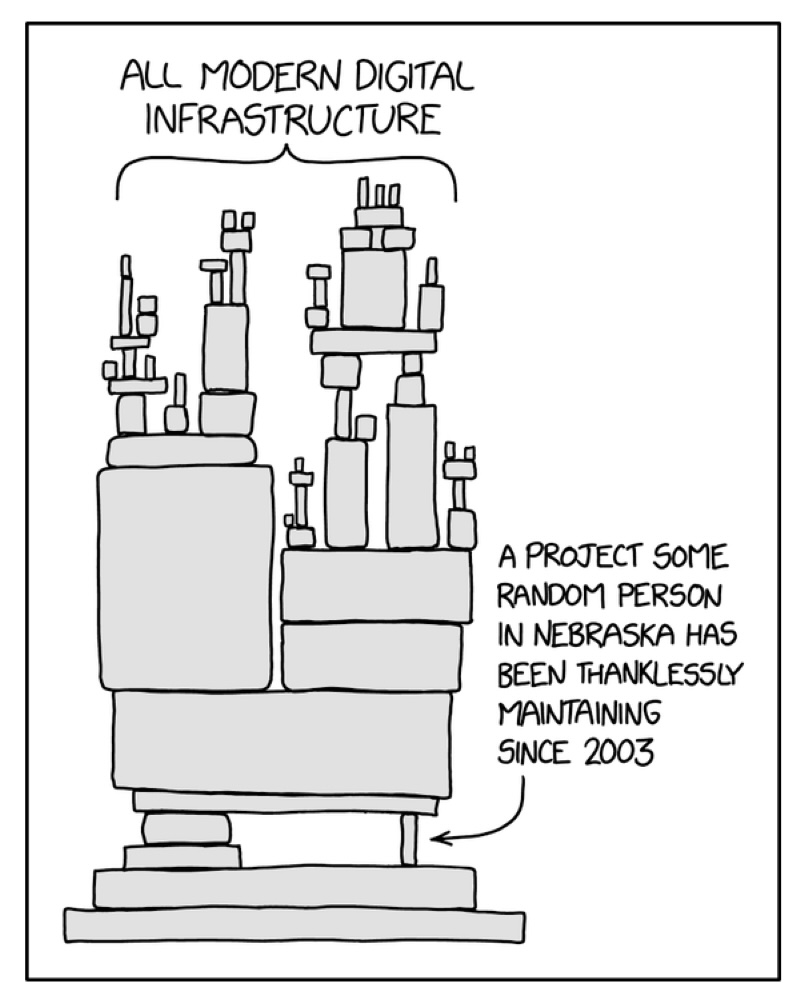 ALL MODERN DIGITAL
INFRASTRUCTURE
A PROJECT SOME
RANDOM PERSON
IN NEBRASKA HAS
BEEN THANKLESSLY
MAINTAINING
SINCE 2003